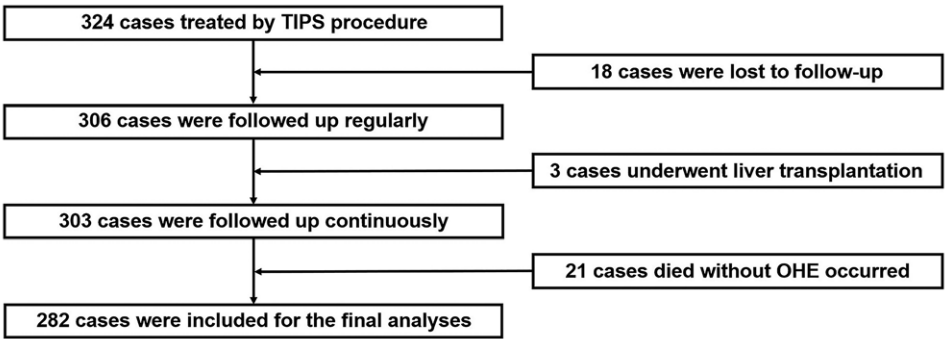 324 cases treated by TIPS procedure
18 cases were lost to follow-up
306 cases were followed up regularly
3 cases underwent liver transplantation
303 cases were followed up continuously
21 cases died without OHE occurred
282 cases were included for the final analyses